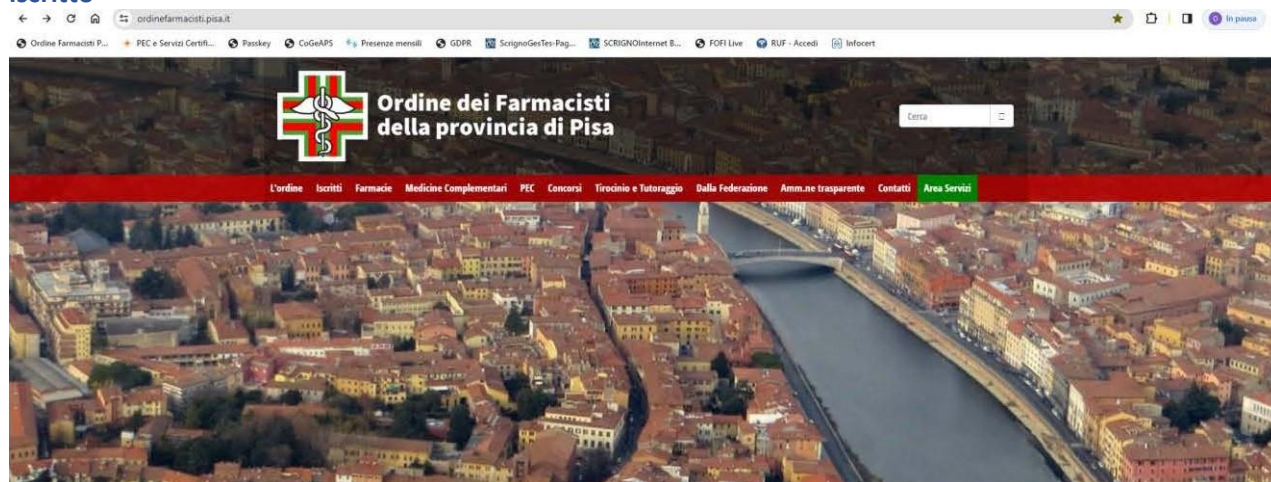 ordinefarmacisti.pisa.it
In pausa
Ordine Farmacisti P... PEC e Servizi Certifi... Passkey CoGeAPS Presenze mensili GDPR ScrignoGesTes-Pag... SCRIGNOInternet B... FOFI Live RUF - Accedi Infocert
Ordine dei Farmacisti
della provincia di Pisa
Cerca
L'ordine Iscritti Farmacie Medicine Complementari PEC Concorsi Tirocinio e Tutoraggio Dalla Federazione Amm.ne trasparente Contatti Area Servizi